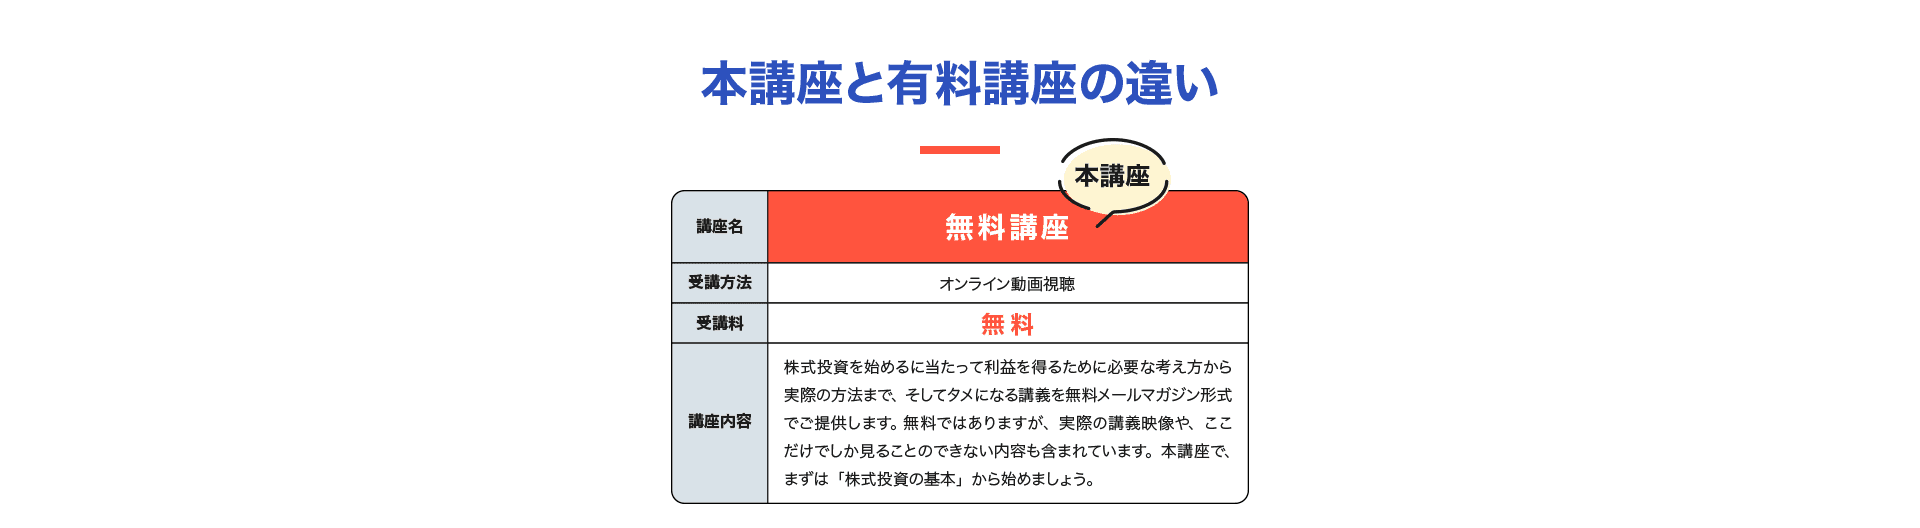 本講座と有料講座の違い
本講座
講座名
無料講座
受講方法
オンライン動画視聴
受講料
無料
講座内容
株式投資を始めるに当たって利益を得るために必要な考え方から
実際の方法まで、そしてタメになる講義を無料メールマガジン形式
でご提供します。無料ではありますが、実際の講義映像や、ここ
だけでしか見ることのできない内容も含まれています。本講座で、
まずは「株式投資の基本」から始めましょう。